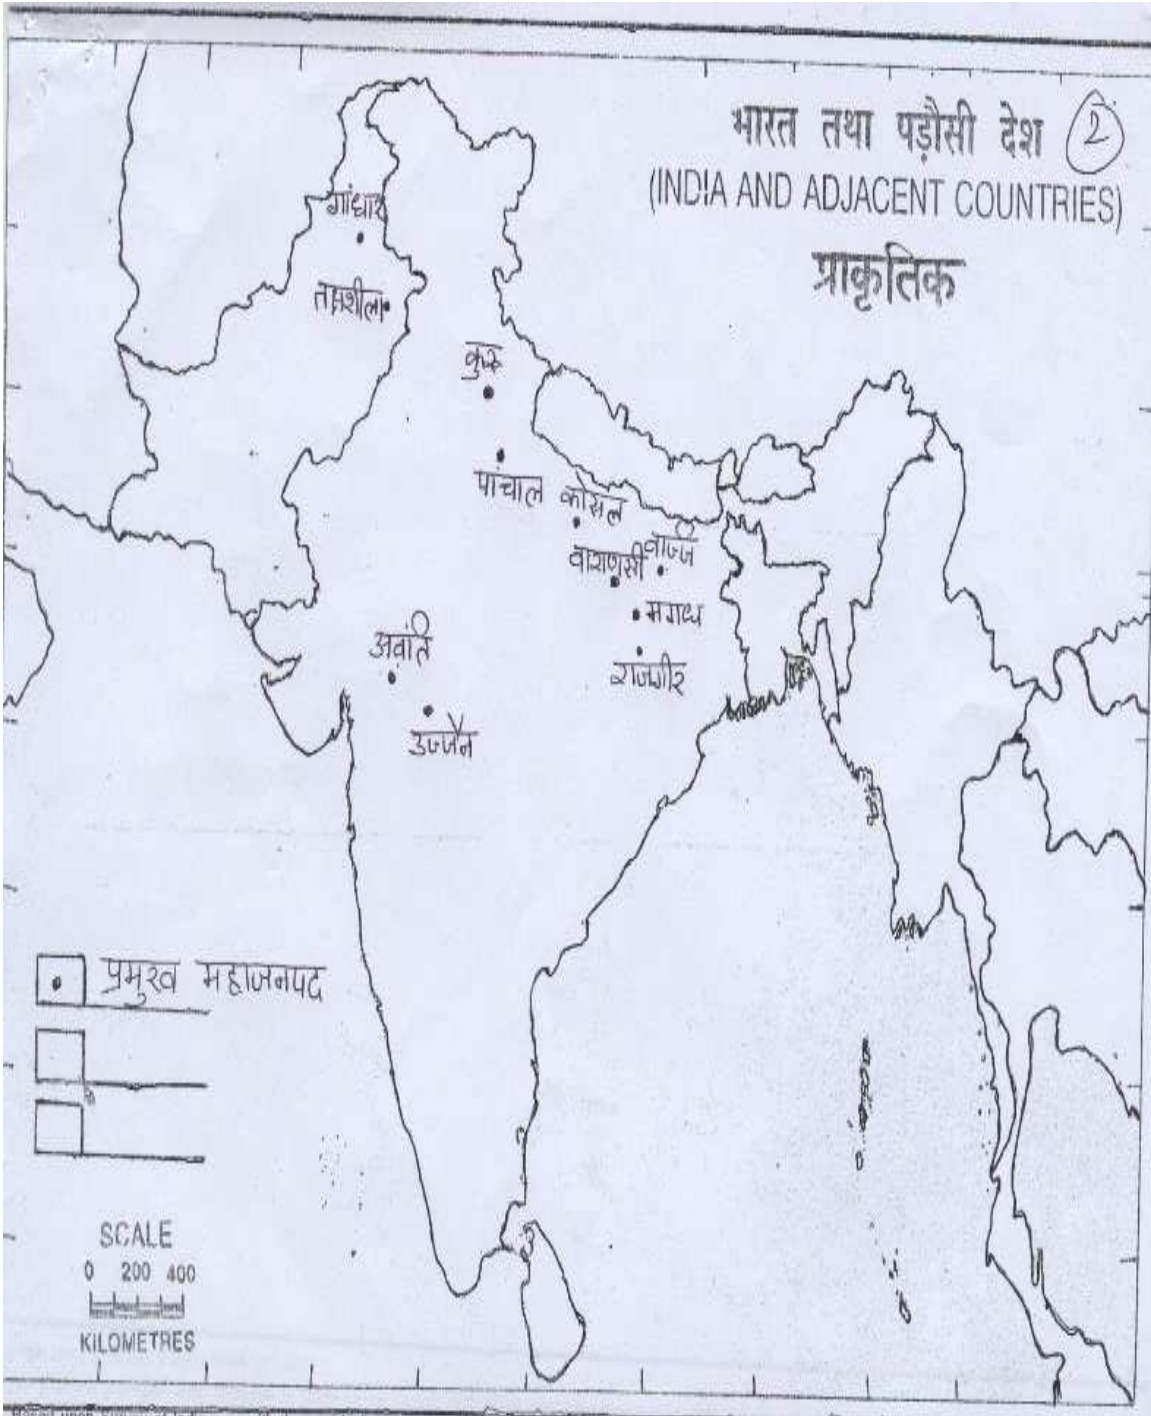 भारत तथा पड़ौसी देश 2
(INDIA AND ADJACENT COUNTRIES)
प्राकृतिक
गांधार
तक्षशीला
कुरु
पांचाल
कोसल
वज्जि
वाराणसी
मगध
राजगीर
अवांति
उज्जैन
प्रमुख महाजनपद
SCALE
0 200 400
KILOMETRES